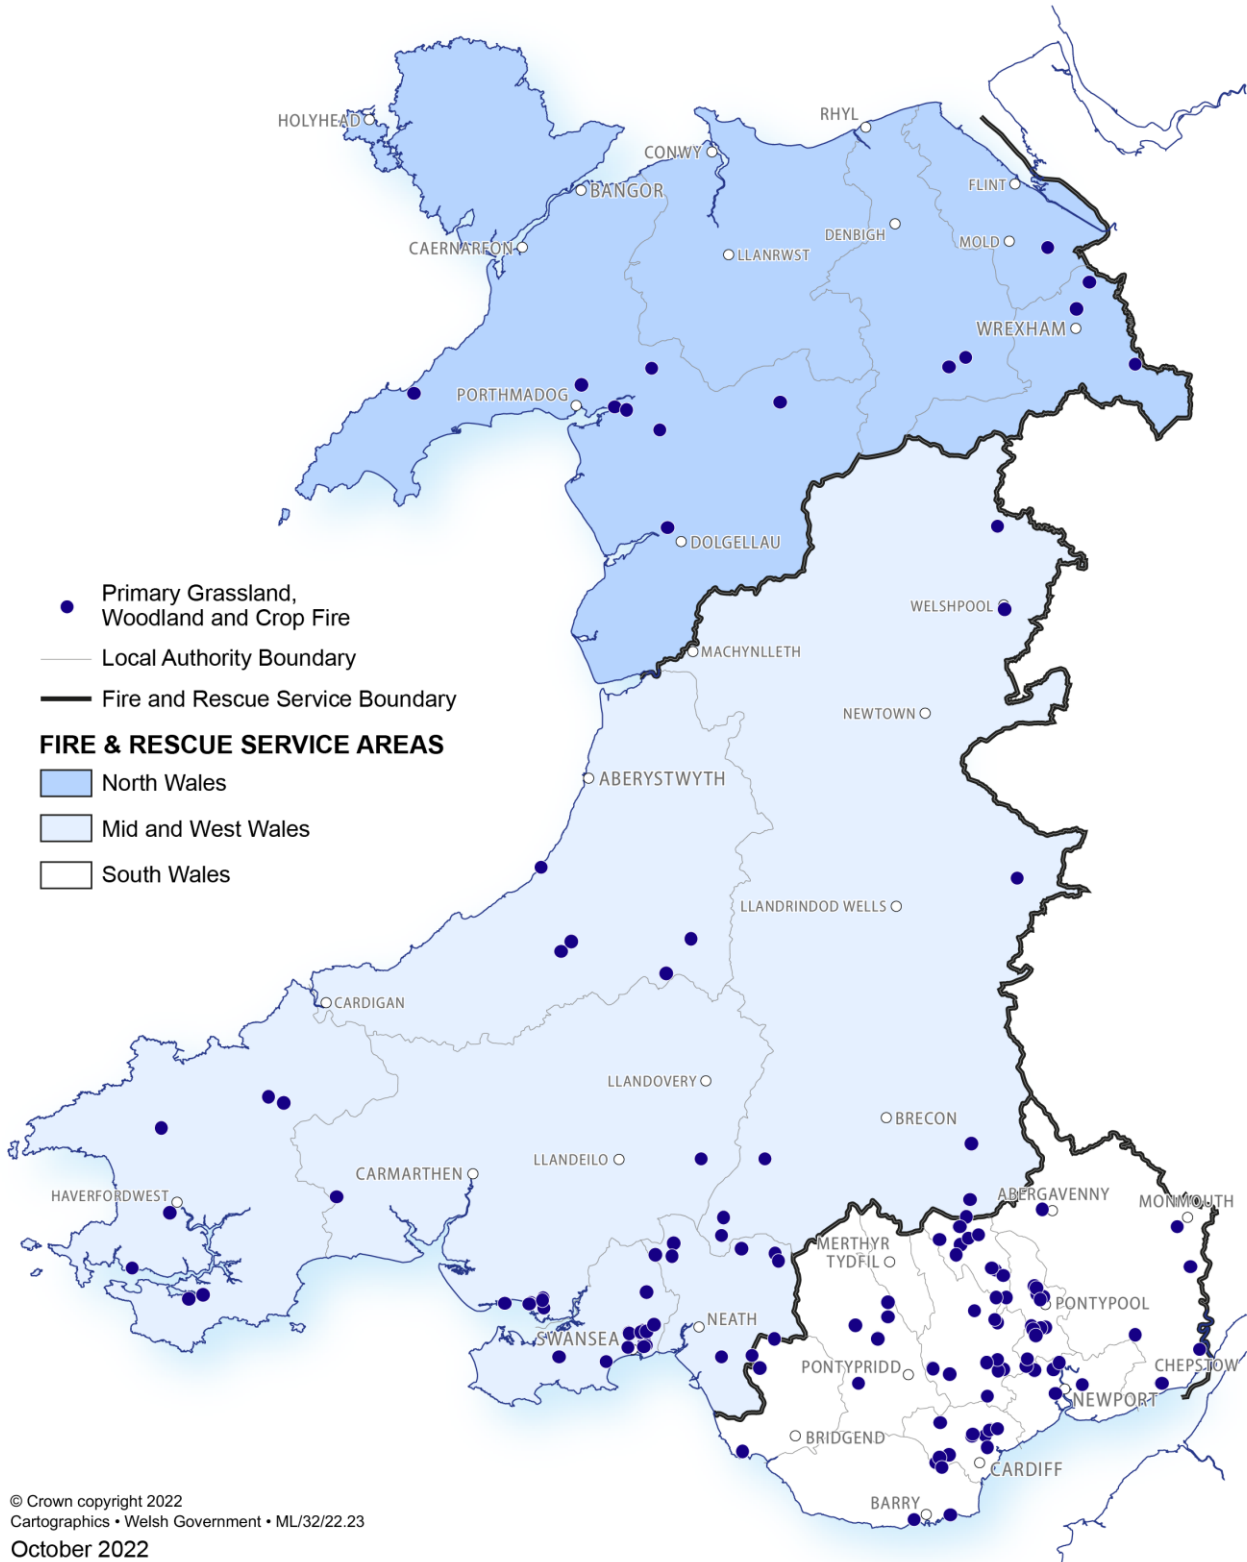 HOLYHEAD
RHYL
CONWY
BANGOR
FLINT
DENBIGH
MOLD
CAERNARFON
LLANRWST
WREXHAM
PORTHMADOG
DOLGELLAU
Primary Grassland,
Woodland and Crop Fire
WELSHPOOL
Local Authority Boundary
MACHYNLLETH
Fire and Rescue Service Boundary
NEWTOWN
FIRE & RESCUE SERVICE AREAS
North Wales
ABERYSTWYTH
Mid and West Wales
South Wales
LLANDRINDOD WELLS
CARDIGAN
LLANDOVERY
BRECON
LLANDEILO
CARMARTHEN
HAVERFORDWEST
ABERGAVENNY
MONMOUTH
MERTHYR
TYDFIL
PONTYPOOL
NEATH
SWANSEA
PONTYPRIDD
CHEPSTOW
NEWPORT
BRIDGEND
CARDIFF
BARRY
© Crown copyright 2022
Cartographics • Welsh Government • ML/32/22.23
October 2022